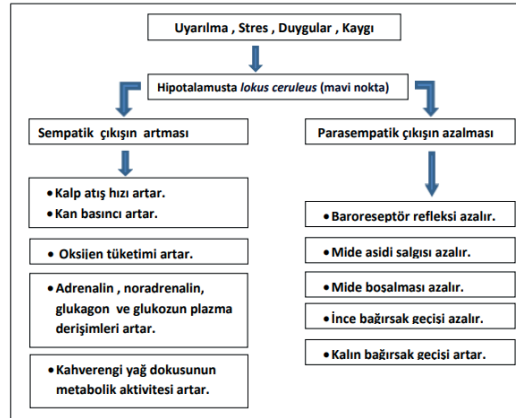 Uyarılma , Stres , Duygular , Kaygı
Hipotalamusta lokus ceruleus (mavi nokta)
Sempatik çıkışın artması
• Kalp atış hızı artar.
• Kan basıncı artar.
• Oksijen tüketimi artar.
• Adrenalin , noradrenalin,
glukagon ve glukozun plazma
derişimleri artar.
• Kahverengi yağ dokusunun
metabolik aktivitesi artar.
Parasempatik çıkışın azalması
• Baroreseptör refleksi azalır.
• Mide asidi salgısı azalır.
• Mide boşalması azalır.
• İnce bağırsak geçişi azalır.
• Kalın bağırsak geçişi artar.